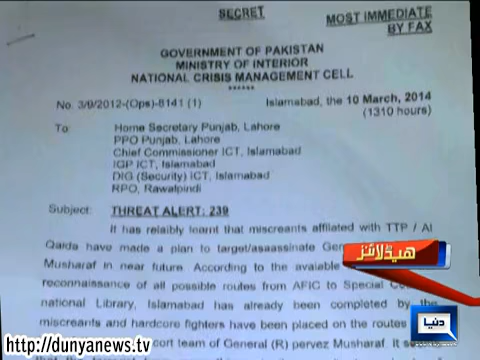 SECRET
MOST IMMEDIATE
BY FAX
GOVERNMENT OF PAKISTAN
MINISTRY OF INTERIOR
NATIONAL CRISIS MANAGEMENT CELL
******
No. 3/9/2012-(Ops)-8141 (1)
Islamabad, the 10 March, 2014
(1310 hours)
To
Home Secretary Punjab, Lahore
PPO Punjab, Lahore
Chief Commissioner ICT, Islamabad
IGP ICT, Islamabad
DIG (Security) ICT, Islamabad
RPO, Rawalpindi
Subject: THREAT ALERT: 239
It has relaibly learnt that miscreants affilated with TTP / Al
Qaida have made a plan to target/asaassinate Gen
Musharaf in near future. According to the avaiable
reconnaissance of all possible routes from AFIC to Special
national Library, Islamabad has already been completed by the
miscreants and hardcore fighters have been placed on the routes
cort team of General (R) pervez Musharaf. It
ہیڈلائنز
دنیا
http://dunyanews.tv